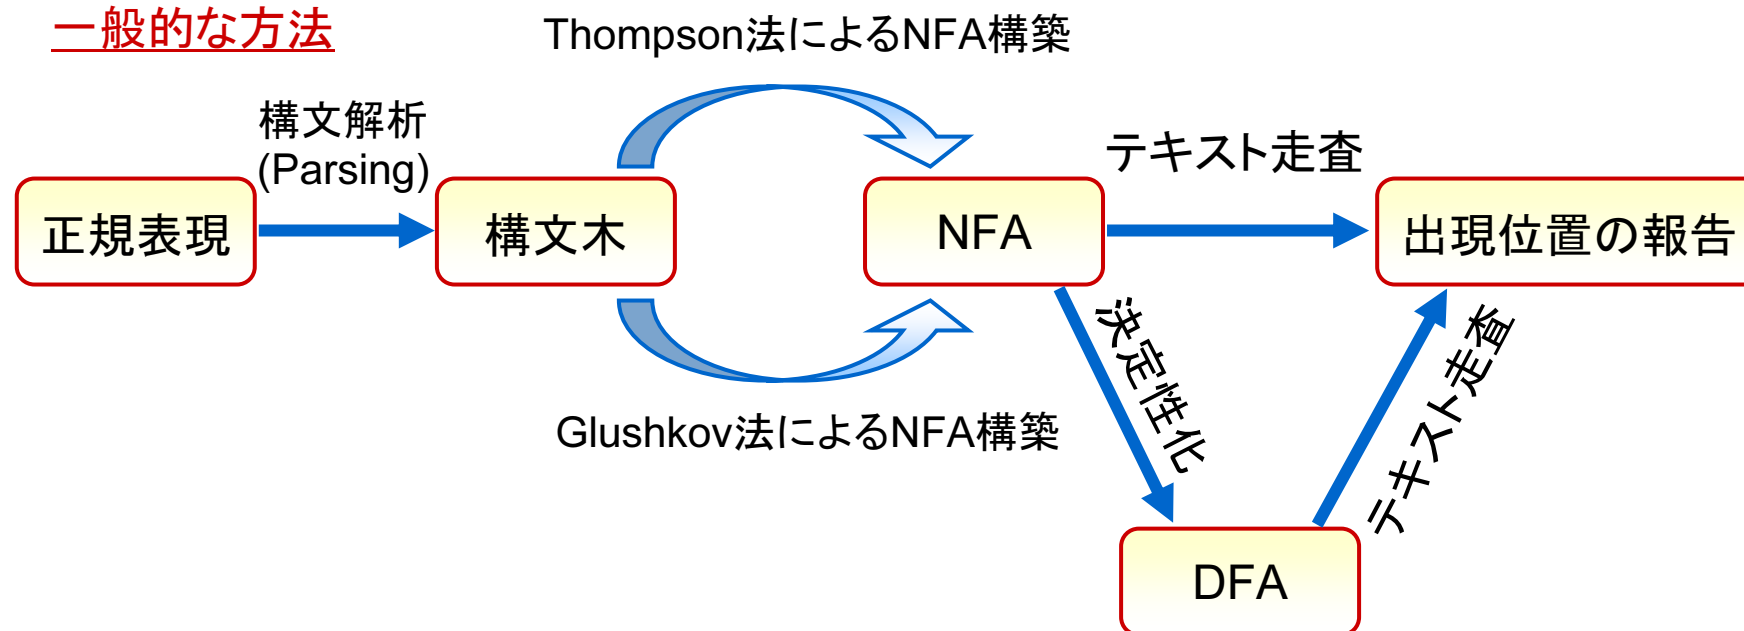 一般的な方法
Thompson法によるNFA構築
構文解析
(Parsing)
テキスト走査
正規表現
構文木
NFA
出現位置の報告
決定性化
テキスト走査
Glushkov法によるNFA構築
DFA